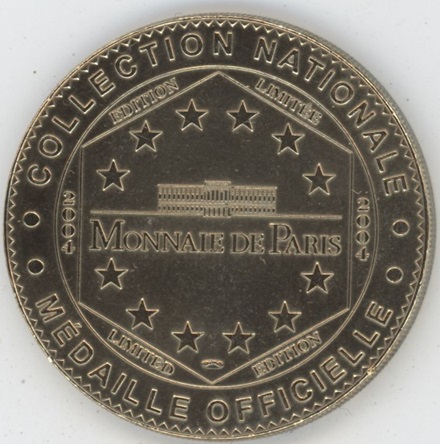 COLLECTION NATIONALE
EDITION LIMITÉE
2004 2004
MONNAIE DE PARIS
LIMITED EDITION
MÉDAILLE OFFICIELLE